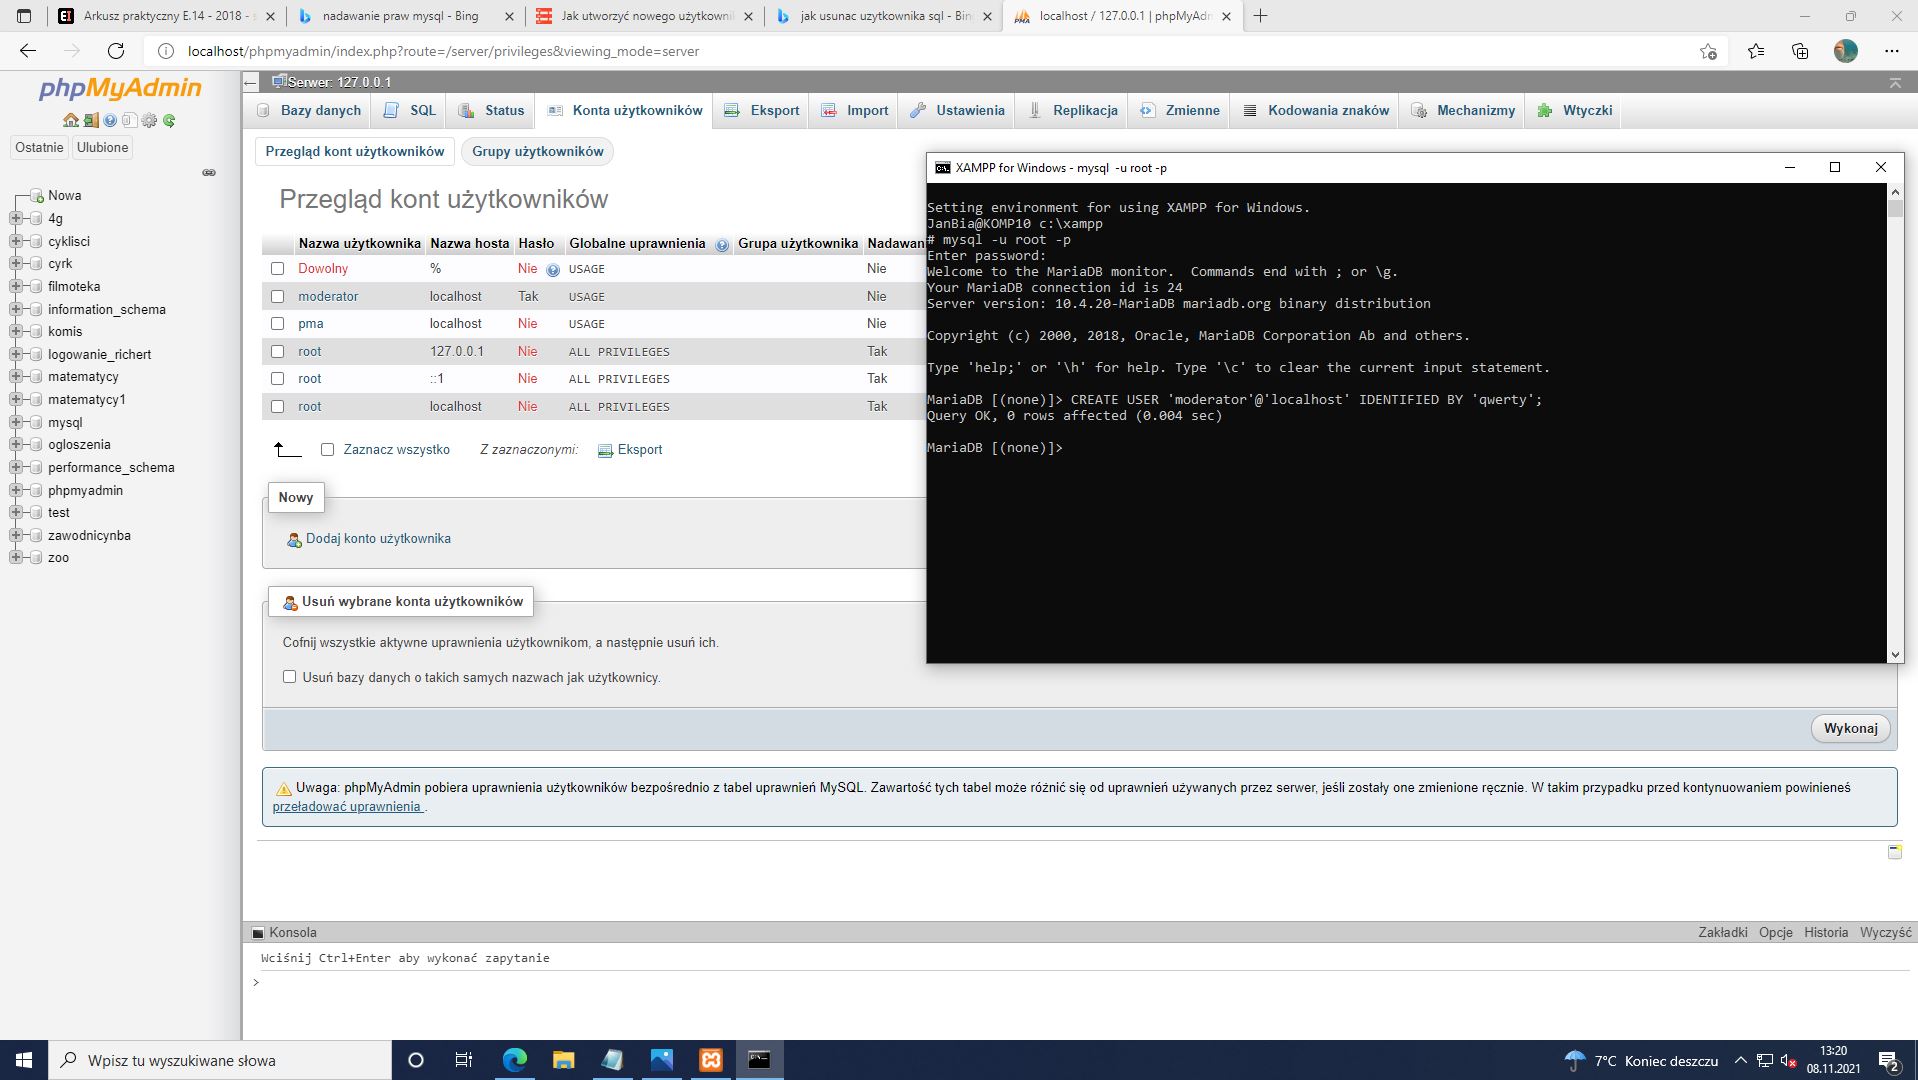 Arkusz praktyczny E.14 - 2018 -
nadawanie praw mysql - Bing
Jak utworzyć nowego użytkowni
jak usunac uzytkownika sql - Bin
localhost / 127.0.0.1 | phpMyAdm
localhost/phpmyadmin/index.php?route=/server/privileges&viewing_mode=server
phpMyAdmin
Ostatnie
Ulubione
Nowa
4g
cyklisci
cyrk
filmoteka
information_schema
komis
logowanie_richert
matematycy
matematycy1
mysql
ogloszenia
performance_schema
phpmyadmin
test
zawodnicynba
zoo
Serwer: 127.0.0.1
Bazy danych
SQL
Status
Konta użytkowników
Eksport
Import
Ustawienia
Replikacja
Zmienne
Kodowania znaków
Mechanizmy
Wtyczki
Przegląd kont użytkowników
Grupy użytkowników
Przegląd kont użytkowników
Nazwa użytkownika Nazwa hosta Hasło Globalne uprawnienia Grupa użytkownika Nadawan
Dowolny % Nie USAGE Nie
moderator localhost Tak USAGE Nie
pma localhost Nie USAGE Nie
root 127.0.0.1 Nie ALL PRIVILEGES Tak
root ::1 Nie ALL PRIVILEGES Tak
root localhost Nie ALL PRIVILEGES Tak
Zaznacz wszystko Z zaznaczonymi: Eksport
Nowy
Dodaj konto użytkownika
Usuń wybrane konta użytkowników
Cofnij wszystkie aktywne uprawnienia użytkownikom, a następnie usuń ich.
Usuń bazy danych o takich samych nazwach jak użytkownicy.
Wykonaj
Uwaga: phpMyAdmin pobiera uprawnienia użytkowników bezpośrednio z tabel uprawnień MySQL. Zawartość tych tabel może różnić się od uprawnień używanych przez serwer, jeśli zostały one zmienione ręcznie. W takim przypadku przed kontynuowaniem powinieneś
przeładować uprawnienia .
XAMPP for Windows - mysql -u root -p
Setting environment for using XAMPP for Windows.
JanBia@KOMP10 c:\xampp
# mysql -u root -p
Enter password:
Welcome to the MariaDB monitor.  Commands end with ; or \g.
Your MariaDB connection id is 24
Server version: 10.4.20-MariaDB mariadb.org binary distribution
Copyright (c) 2000, 2018, Oracle, MariaDB Corporation Ab and others.
Type 'help;' or '\h' for help. Type '\c' to clear the current input statement.
MariaDB [(none)]> CREATE USER 'moderator'@'localhost' IDENTIFIED BY 'qwerty';
Query OK, 0 rows affected (0.004 sec)
MariaDB [(none)]>
Konsola
Zakładki Opcje Historia Wyczyść
Wciśnij Ctrl+Enter aby wykonać zapytanie
>
Wpisz tu wyszukiwane słowa
7°C Koniec deszczu
13:20
08.11.2021
2